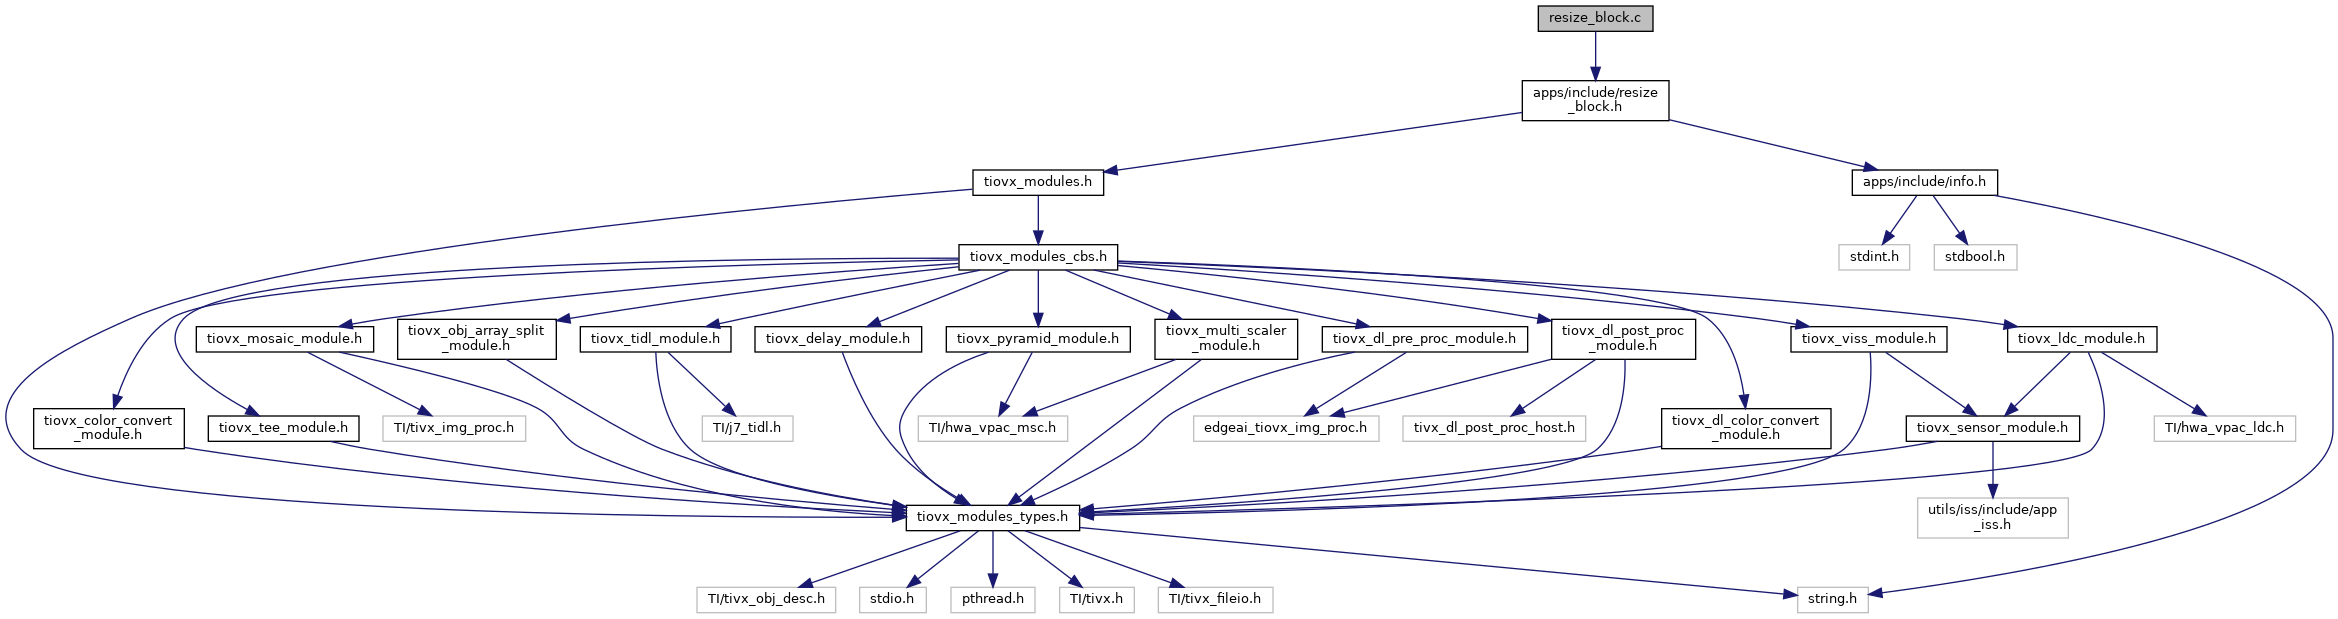 resize_block.c
apps/include/resize
_block.h
tiovx_modules.h
apps/include/info.h
tiovx_modules_cbs.h
stdint.h
stdbool.h
tiovx_mosaic_module.h
tiovx_obj_array_split
_module.h
tiovx_tidl_module.h
tiovx_delay_module.h
tiovx_pyramid_module.h
tiovx_multi_scaler
_module.h
tiovx_dl_pre_proc_module.h
tiovx_dl_post_proc
_module.h
tiovx_viss_module.h
tiovx_ldc_module.h
tiovx_color_convert
_module.h
tiovx_tee_module.h
TI/tivx_img_proc.h
TI/j7_tidl.h
TI/hwa_vpac_msc.h
edgeai_tiovx_img_proc.h
tivx_dl_post_proc_host.h
tiovx_dl_color_convert
_module.h
tiovx_sensor_module.h
TI/hwa_vpac_ldc.h
tiovx_modules_types.h
utils/iss/include/app
_iss.h
TI/tivx_obj_desc.h
stdio.h
pthread.h
TI/tivx.h
TI/tivx_fileio.h
string.h